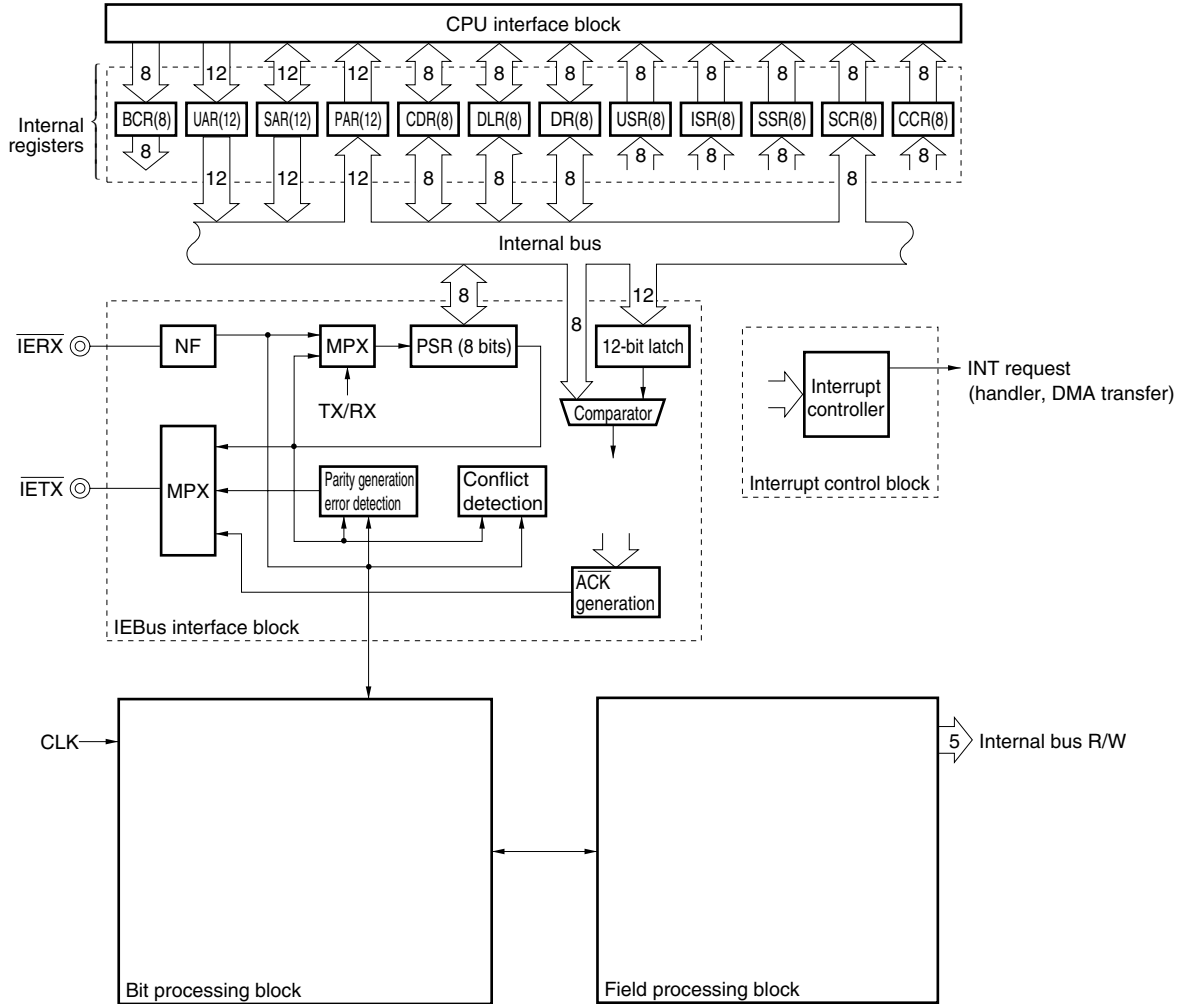 CPU interface block
8 12 12 12 8 8 8 8 8 8 8 8
Internal
registers
BCR(8) UAR(12) SAR(12) PAR(12) CDR(8) DLR(8) DR(8) USR(8) ISR(8) SSR(8) SCR(8) CCR(8)
8 8 8 8 8
12 12 12 8 8 8 8
Internal bus
8 8 12
IERX
NF
MPX
PSR (8 bits)
12-bit latch
TX/RX
Comparator
IETX
MPX
Parity generation
error detection
Conflict
detection
ACK
generation
IEBus interface block
Interrupt
controller
INT request
(handler, DMA transfer)
Interrupt control block
CLK
Bit processing block
Field processing block
5
Internal bus R/W